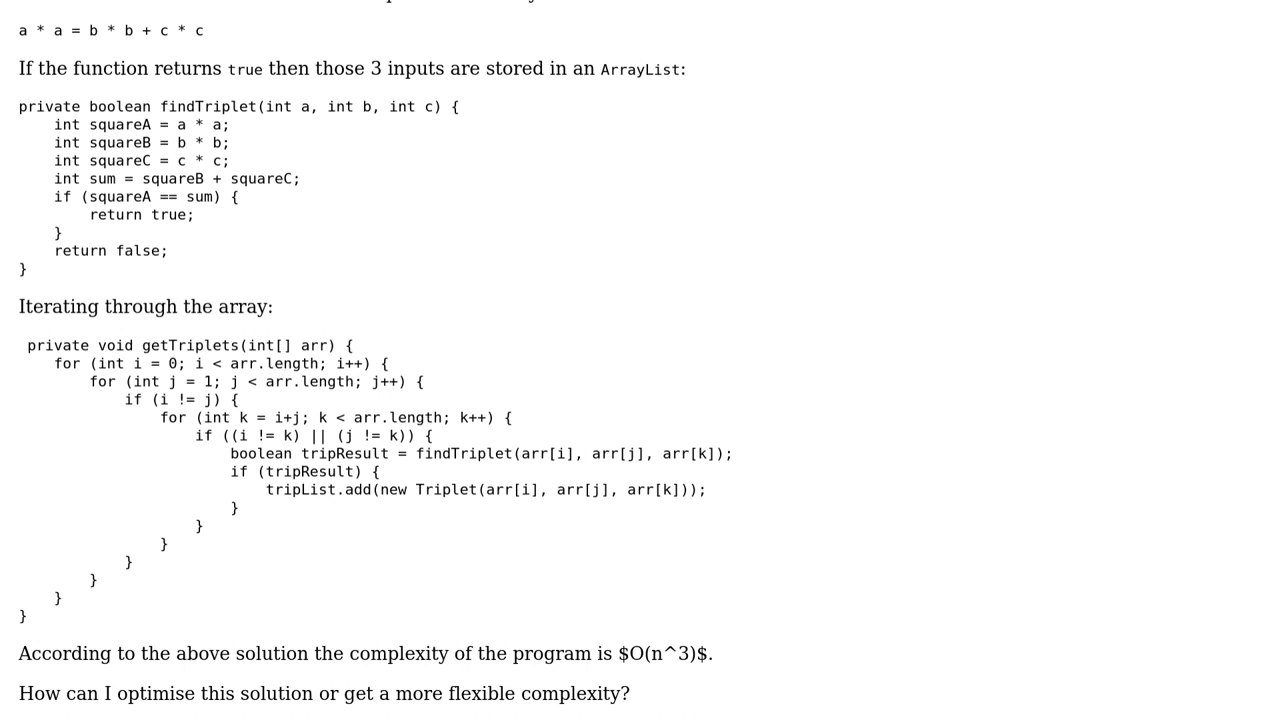 a * a = b * b + c * c
If the function returns true then those 3 inputs are stored in an ArrayList:
private boolean findTriplet(int a, int b, int c) {
    int squareA = a * a;
    int squareB = b * b;
    int squareC = c * c;
    int sum = squareB + squareC;
    if (squareA == sum) {
        return true;
    }
    return false;
}
Iterating through the array:
 private void getTriplets(int[] arr) {
    for (int i = 0; i < arr.length; i++) {
        for (int j = 1; j < arr.length; j++) {
            if (i != j) {
                for (int k = i+j; k < arr.length; k++) {
                    if ((i != k) || (j != k)) {
                        boolean tripResult = findTriplet(arr[i], arr[j], arr[k]);
                        if (tripResult) {
                            tripList.add(new Triplet(arr[i], arr[j], arr[k]));
                        }
                    }
                }
            }
        }
    }
}
According to the above solution the complexity of the program is $O(n^3)$.
How can I optimise this solution or get a more flexible complexity?